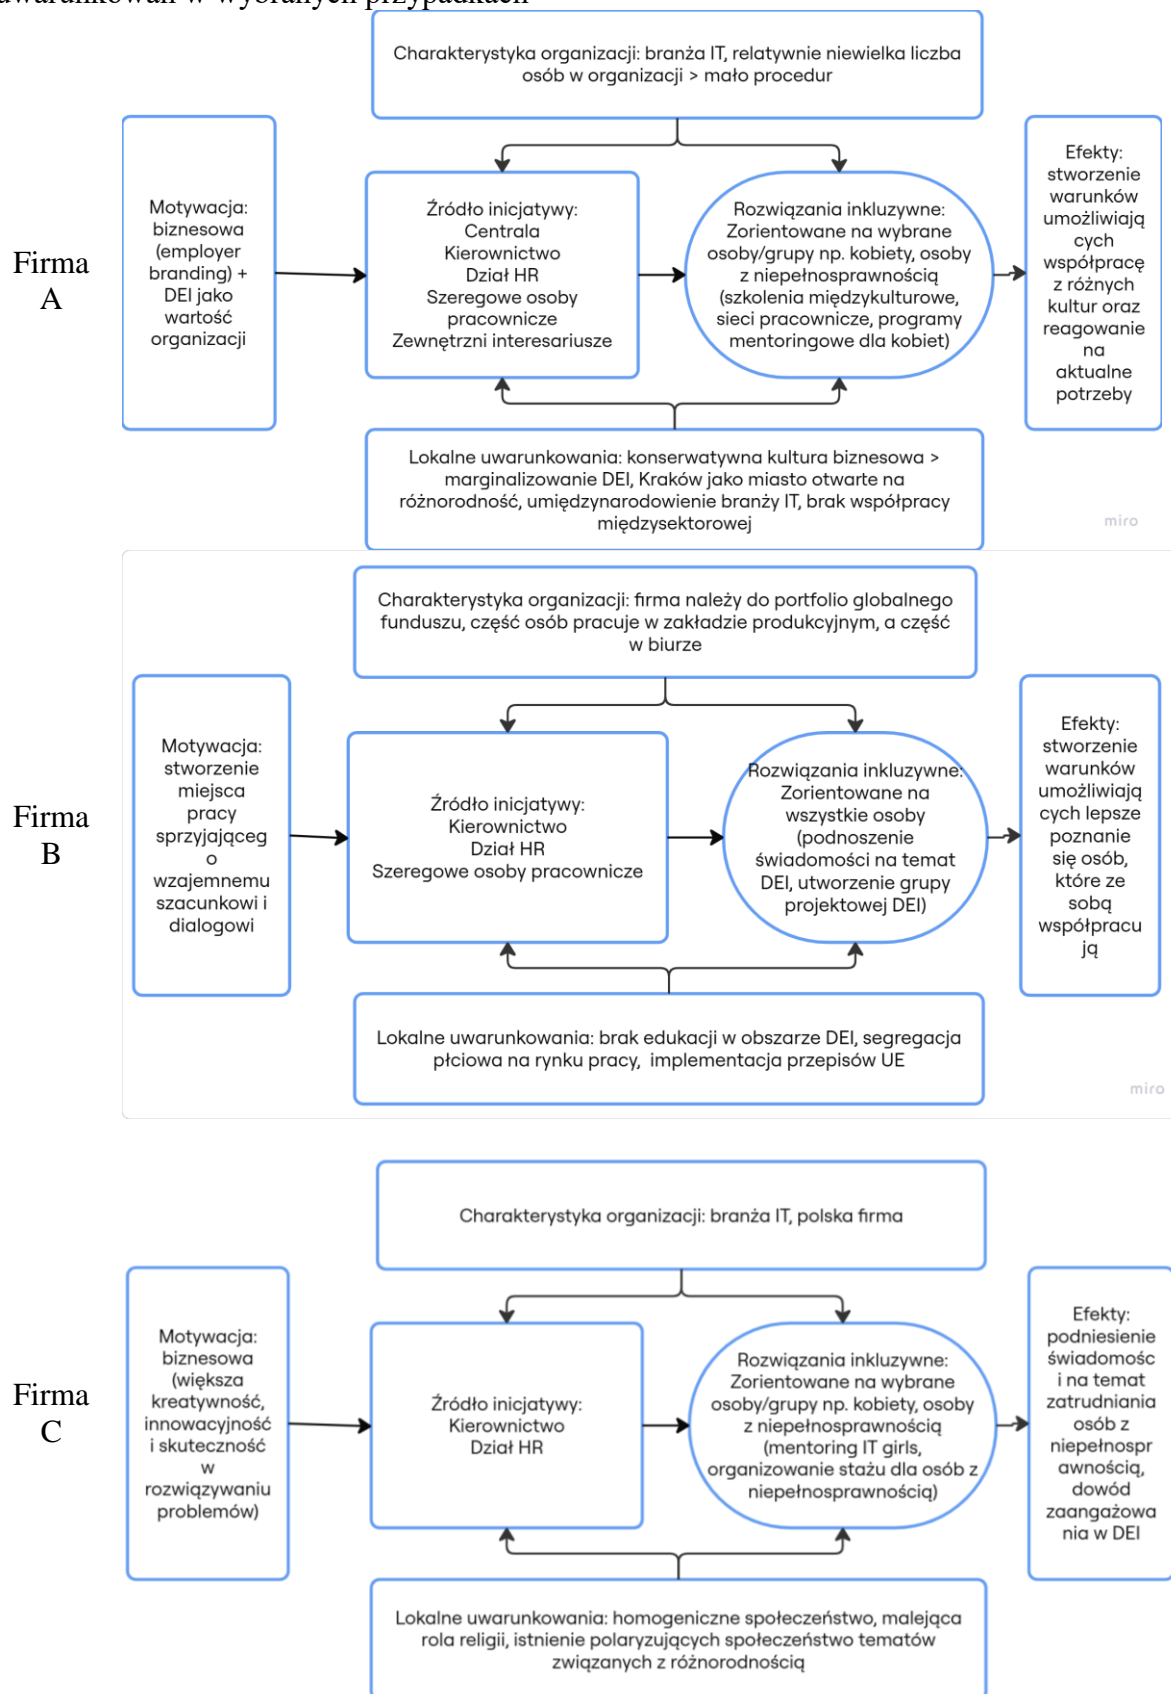 uwarunkowań w wybranych przypadkach
Charakterystyka organizacji: branża IT, relatywnie niewielka liczba
osób w organizacji > mało procedur
Firma
A
Motywacja:
biznesowa
(employer
branding) +
DEI jako
wartość
organizacji
Źródło inicjatywy:
Centrala
Kierownictwo
Dział HR
Szeregowe osoby
pracownicze
Zewnętrzni interesariusze
Rozwiązania inkluzywne:
Zorientowane na wybrane
osoby/grupy np. kobiety, osoby
z niepełnosprawnością
(szkolenia międzykulturowe,
sieci pracownicze, programy
mentoringowe dla kobiet)
Efekty:
stworzenie
warunków
umożliwiają
cych
współpracę
z różnych
kultur oraz
reagowanie
na
aktualne
potrzeby
Lokalne uwarunkowania: konserwatywna kultura biznesowa >
marginalizowanie DEI, Kraków jako miasto otwarte na
różnorodność, umiędzynarodowienie branży IT, brak współpracy
międzysektorowej
miro
Charakterystyka organizacji: firma należy do portfolio globalnego
funduszu, część osób pracuje w zakładzie produkcyjnym, a część
w biurze
Firma
B
Motywacja:
stworzenie
miejsca
pracy
sprzyjająceg
o
wzajemnemu
szacunkowi i
dialogowi
Źródło inicjatywy:
Kierownictwo
Dział HR
Szeregowe osoby pracownicze
Rozwiązania inkluzywne:
Zorientowane na
wszystkie osoby
(podnoszenie
świadomości na temat
DEI, utworzenie grupy
projektowej DEI)
Efekty:
stworzenie
warunków
umożliwiają
cych lepsze
poznanie
się osób,
które ze
sobą
współpracu
ją
Lokalne uwarunkowania: brak edukacji w obszarze DEI, segregacja
płciowa na rynku pracy, implementacja przepisów UE
miro
Charakterystyka organizacji: branża IT, polska firma
Firma
C
Motywacja:
biznesowa
(większa
kreatywność,
innowacyjność
i skuteczność
w
rozwiązywaniu
problemów)
Źródło inicjatywy:
Kierownictwo
Dział HR
Rozwiązania inkluzywne:
Zorientowane na wybrane
osoby/grupy np. kobiety, osoby
z niepełnosprawnością
(mentoring IT girls,
organizowanie stażu dla osób z
niepełnosprawnością)
Efekty:
podniesienie
świadomośc
i na temat
zatrudniania
osób z
niepełnospr
awnością,
dowód
zaangażowa
nia w DEI
Lokalne uwarunkowania: homogeniczne społeczeństwo, malejąca
rola religii, istnienie polaryzujących społeczeństwo tematów
związanych z różnorodnością